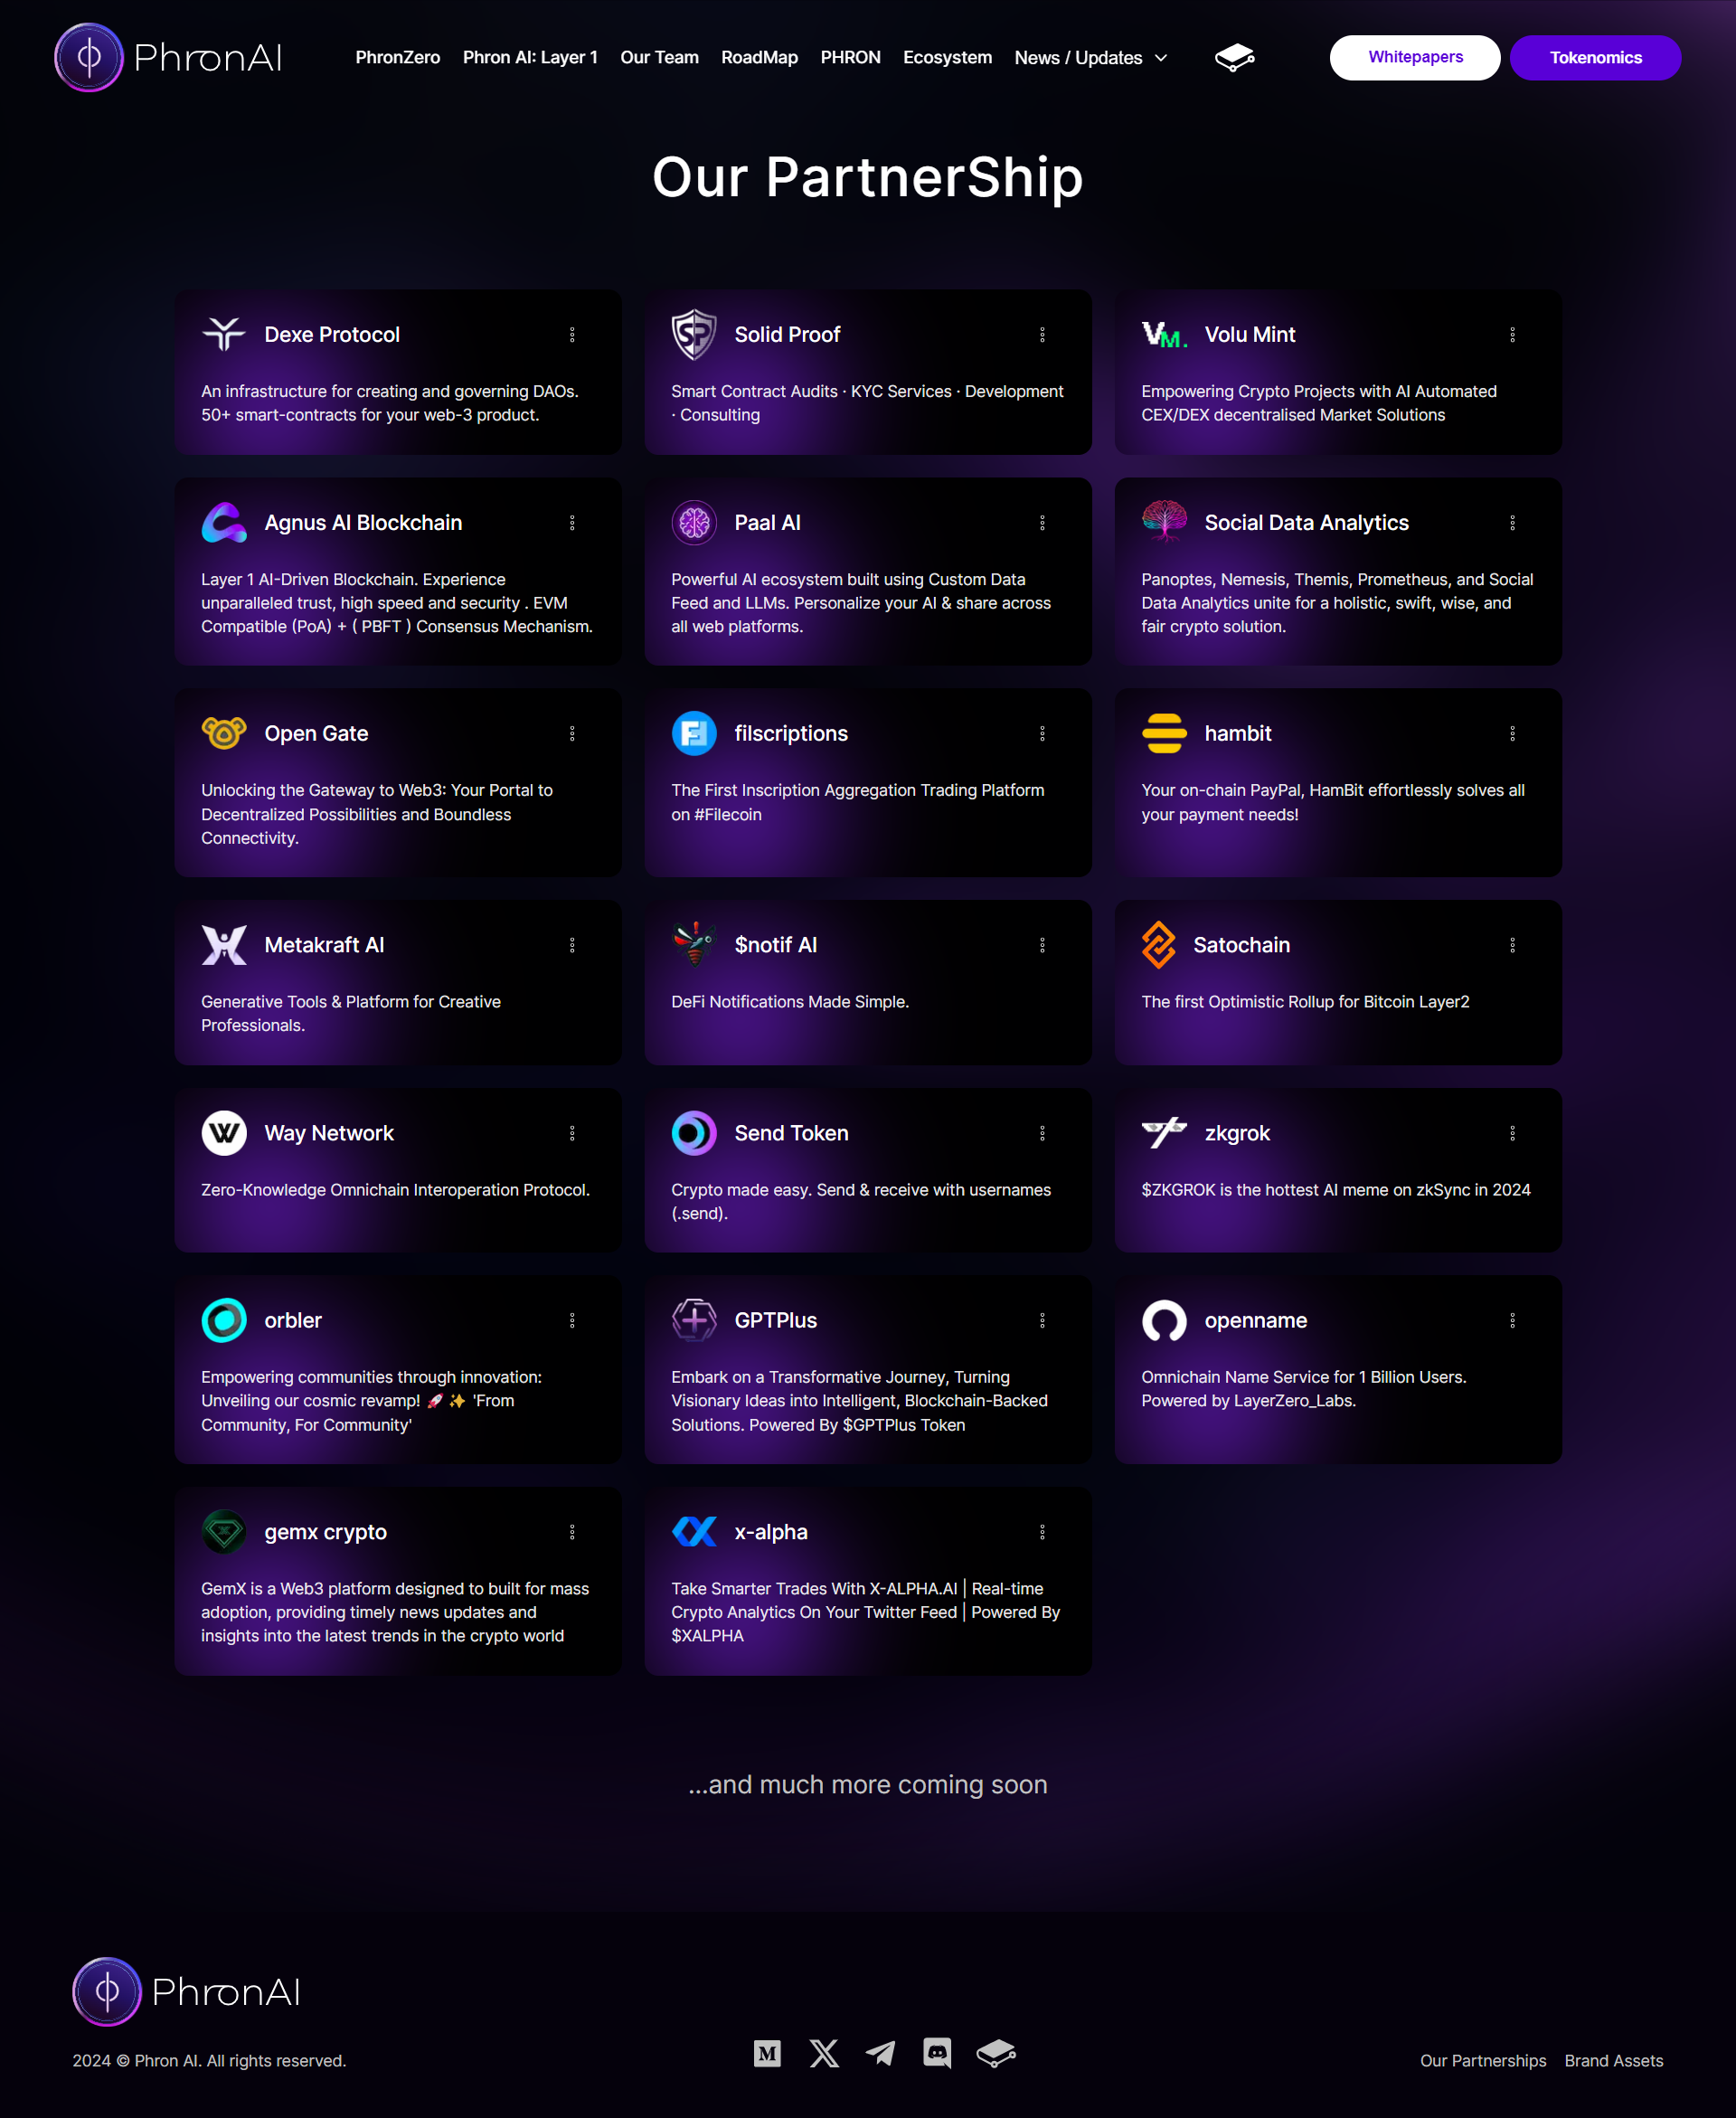 PhronAI
PhronZero
Phron AI: Layer 1
Our Team
RoadMap
PHRON
Ecosystem
News / Updates
Whitepapers
Tokenomics
Our PartnerShip
Dexe Protocol
An infrastructure for creating and governing DAOs.
50+ smart-contracts for your web-3 product.
SP
Solid Proof
Smart Contract Audits · KYC Services · Development
· Consulting
VM.
Volu Mint
Empowering Crypto Projects with AI Automated
CEX/DEX decentralised Market Solutions
Agnus AI Blockchain
Layer 1 AI-Driven Blockchain. Experience
unparalleled trust, high speed and security . EVM
Compatible (PoA) + ( PBFT ) Consensus Mechanism.
Paal AI
Powerful AI ecosystem built using Custom Data
Feed and LLMs. Personalize your AI & share across
all web platforms.
Social Data Analytics
Panoptes, Nemesis, Themis, Prometheus, and Social
Data Analytics unite for a holistic, swift, wise, and
fair crypto solution.
Open Gate
Unlocking the Gateway to Web3: Your Portal to
Decentralized Possibilities and Boundless
Connectivity.
filscriptions
The First Inscription Aggregation Trading Platform
on #Filecoin
hambit
Your on-chain PayPal, HamBit effortlessly solves all
your payment needs!
Metakraft AI
Generative Tools & Platform for Creative
Professionals.
$notif AI
DeFi Notifications Made Simple.
Satochain
The first Optimistic Rollup for Bitcoin Layer2
W
Way Network
Zero-Knowledge Omnichain Interoperation Protocol.
Send Token
Crypto made easy. Send & receive with usernames
(.send).
zkgrok
$ZKGROK is the hottest AI meme on zkSync in 2024
orbler
Empowering communities through innovation:
Unveiling our cosmic revamp! 🚀✨ 'From
Community, For Community'
GPTPlus
Embark on a Transformative Journey, Turning
Visionary Ideas into Intelligent, Blockchain-Backed
Solutions. Powered By $GPTPlus Token
openname
Omnichain Name Service for 1 Billion Users.
Powered by LayerZero_Labs.
gemx crypto
GemX is a Web3 platform designed to built for mass
adoption, providing timely news updates and
insights into the latest trends in the crypto world
x-alpha
Take Smarter Trades With X-ALPHA.AI | Real-time
Crypto Analytics On Your Twitter Feed | Powered By
$XALPHA
...and much more coming soon
PhronAI
2024 © Phron AI. All rights reserved.
Our Partnerships
Brand Assets